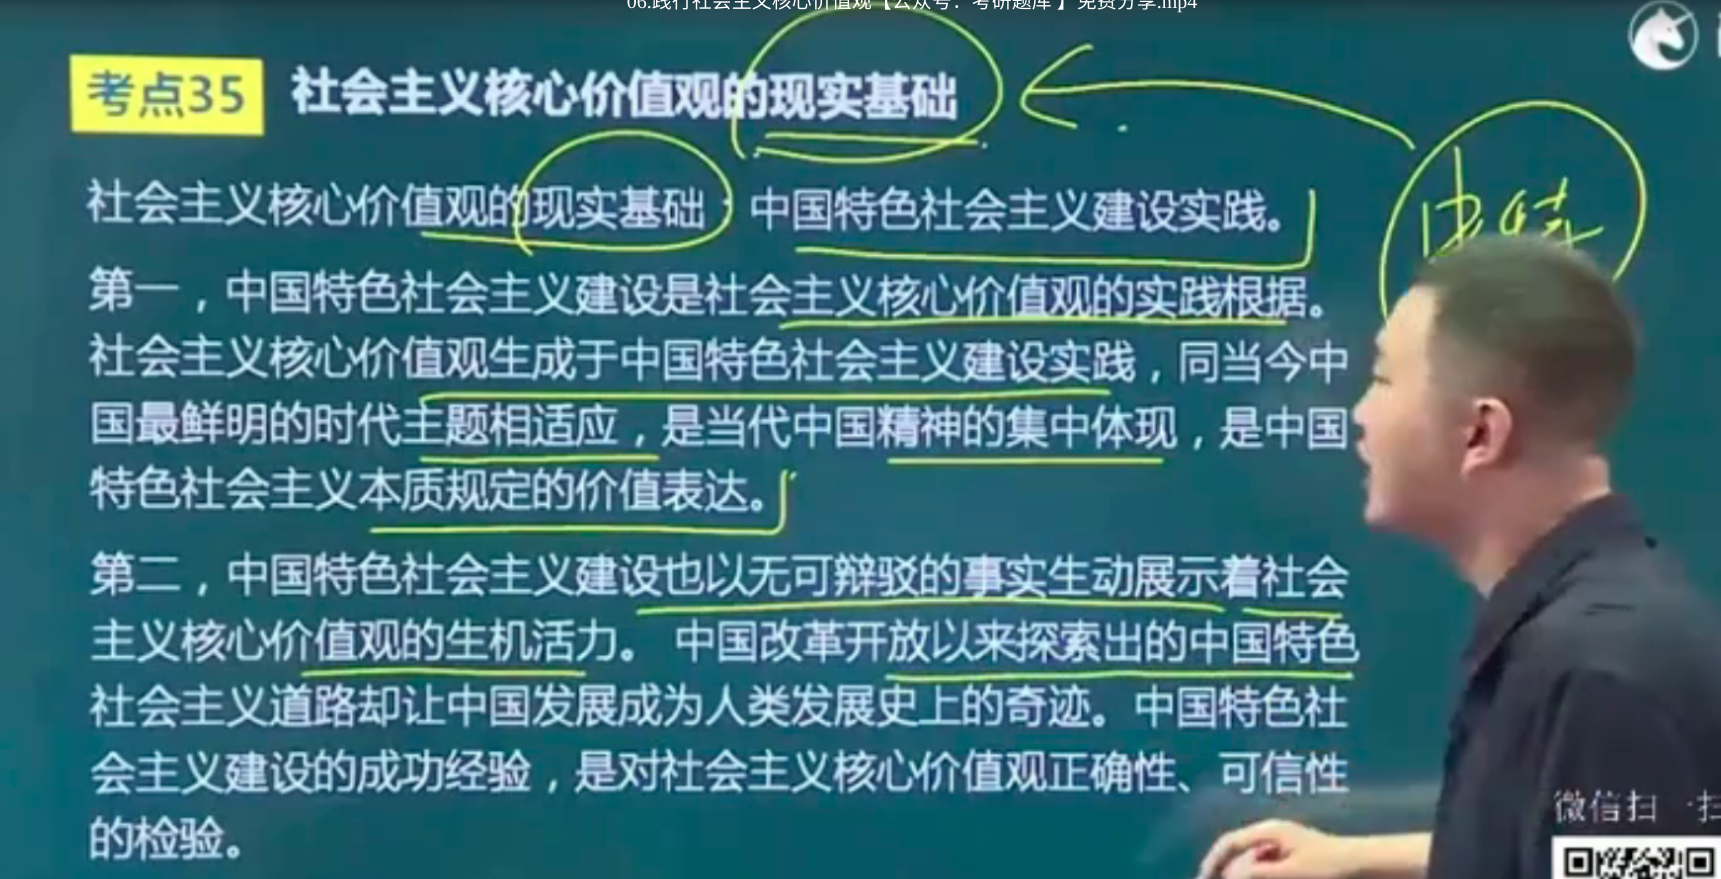 06.践行社会主义核心价值观【公众号：考研题库 】免费分享.mp4
考点35 社会主义核心价值观的现实基础
中特
社会主义核心价值观的现实基础：中国特色社会主义建设实践。
第一，中国特色社会主义建设是社会主义核心价值观的实践根据。
社会主义核心价值观生成于中国特色社会主义建设实践，同当今中
国最鲜明的时代主题相适应，是当代中国精神的集中体现，是中国
特色社会主义本质规定的价值表达。
第二，中国特色社会主义建设也以无可辩驳的事实生动展示着社会
主义核心价值观的生机活力。 中国改革开放以来探索出的中国特色
社会主义道路却让中国发展成为人类发展史上的奇迹。中国特色社
会主义建设的成功经验，是对社会主义核心价值观正确性、可信性
的检验。
微信扫一扫